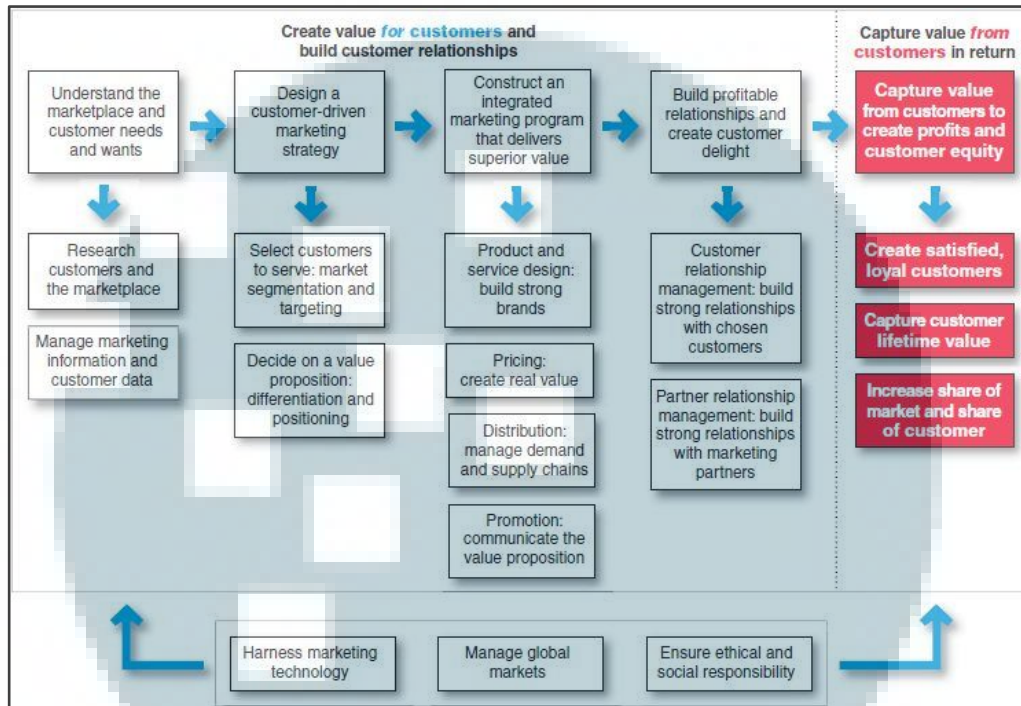 Create value for customers and
build customer relationships
Capture value from
customers in return
Understand the
marketplace and
customer needs
and wants
Design a
customer-driven
marketing
strategy
Construct an
integrated
marketing program
that delivers
superior value
Build profitable
relationships and
create customer
delight
Capture value
from customers to
create profits and
customer equity
Research
customers and
the marketplace
Manage marketing
information and
customer data
Select customers
to serve: market
segmentation and
targeting
Decide on a value
proposition:
differentiation and
positioning
Product and
service design:
build strong
brands
Pricing:
create real value
Distribution:
manage demand
and supply chains
Promotion:
communicate the
value proposition
Customer
relationship
management: build
strong relationships
with chosen
customers
Partner relationship
management: build
strong relationships
with marketing
partners
Create satisfied,
loyal customers
Capture customer
lifetime value
Increase share of
market and share
of customer
Harness marketing
technology
Manage global
markets
Ensure ethical and
social responsibility